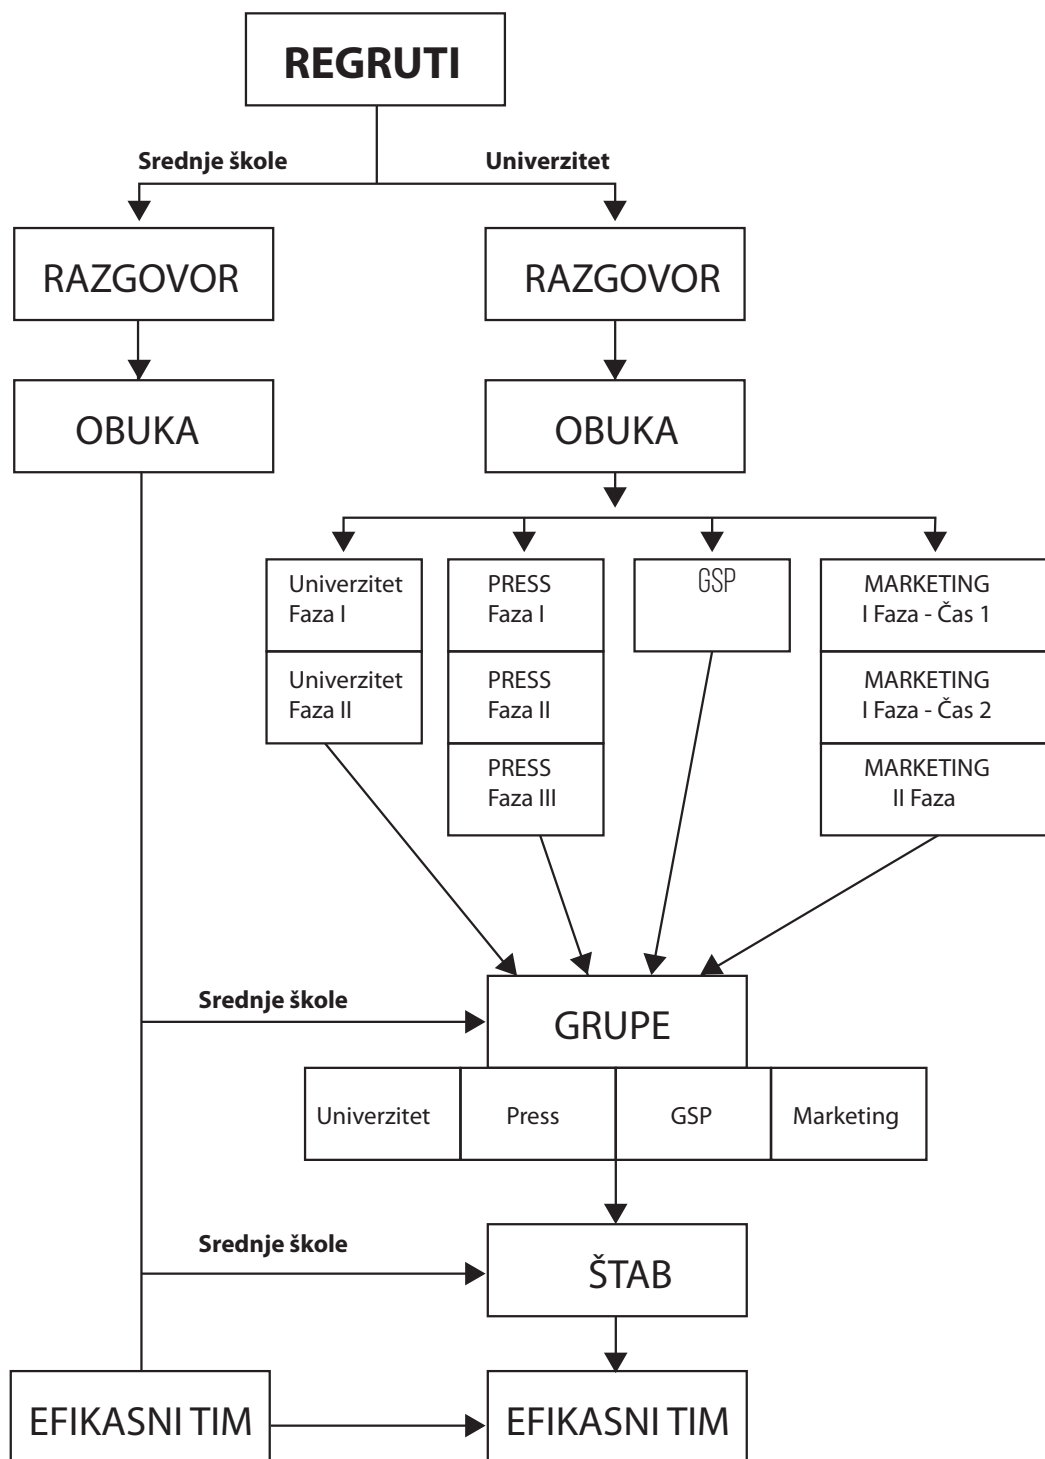 REGRUTI
Srednje škole
Univerzitet
RAZGOVOR
RAZGOVOR
OBUKA
OBUKA
Univerzitet
Faza I
PRESS
Faza I
GSP
MARKETING
I Faza - Čas 1
Univerzitet
Faza II
PRESS
Faza II
MARKETING
I Faza - Čas 2
PRESS
Faza III
MARKETING
II Faza
Srednje škole
GRUPE
Univerzitet
Press
GSP
Marketing
Srednje škole
ŠTAB
EFIKASNI TIM
EFIKASNI TIM